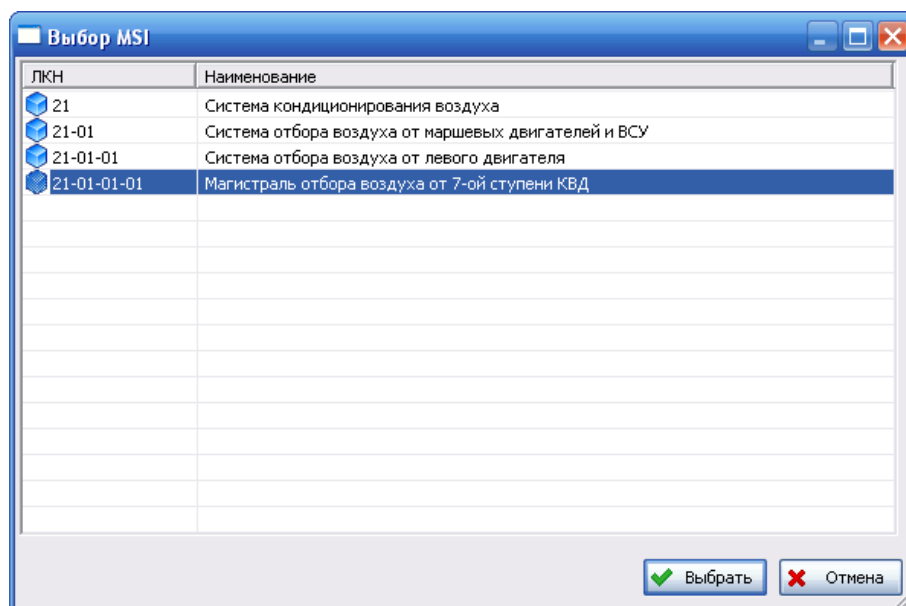 Выбор MSI
ЛКН Наименование
21 Система кондиционирования воздуха
21-01 Система отбора воздуха от маршевых двигателей и ВСУ
21-01-01 Система отбора воздуха от левого двигателя
21-01-01-01 Магистраль отбора воздуха от 7-ой ступени КВД
Выбрать Отмена